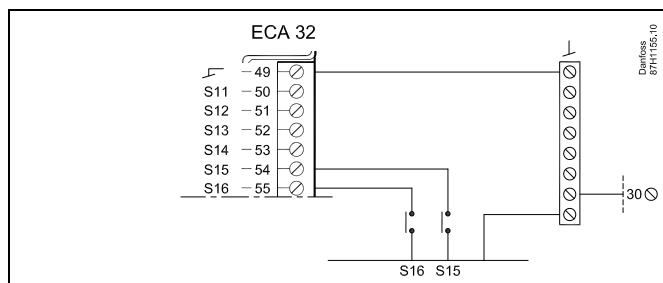 ECA 32
Danfoss
87H1155.10
49
S11 50
S12 51
S13 52
S14 53
S15 54
S16 55
30
S16 S15